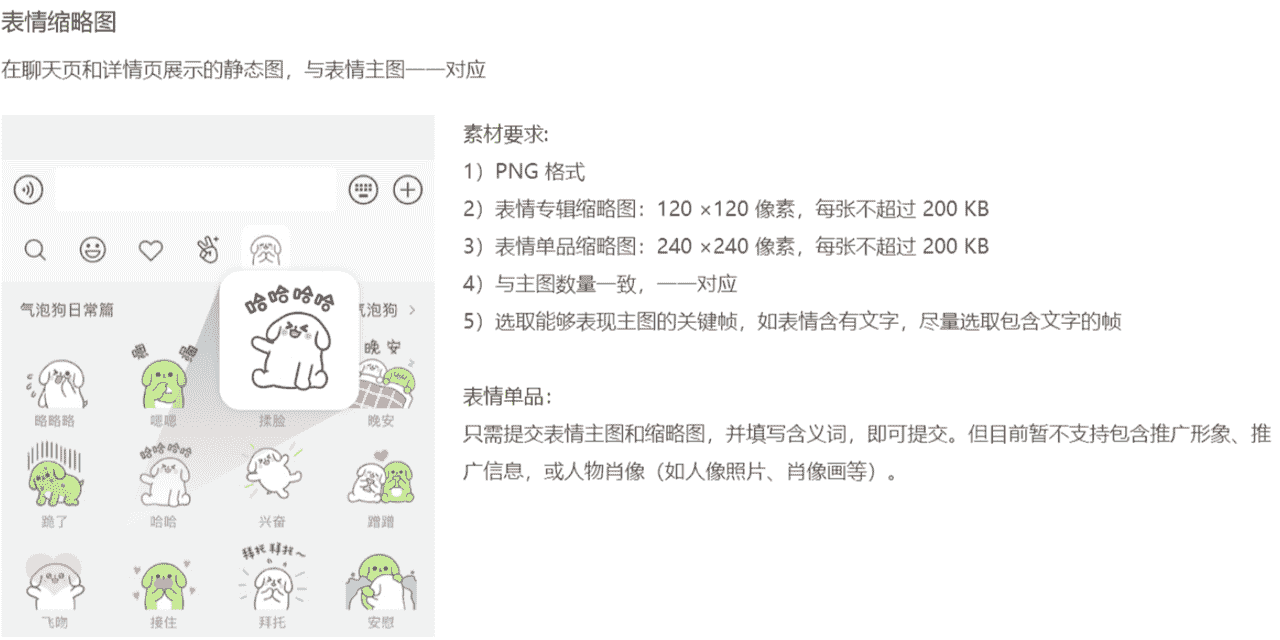 表情缩略图
在聊天页和详情页展示的静态图，与表情主图一一对应
素材要求:
1）PNG 格式
2）表情专辑缩略图：120 ×120 像素，每张不超过 200 KB
3）表情单品缩略图：240 ×240 像素，每张不超过 200 KB
4）与主图数量一致，一一对应
5）选取能够表现主图的关键帧，如表情含有文字，尽量选取包含文字的帧
表情单品：
只需提交表情主图和缩略图，并填写含义词，即可提交。但目前暂不支持包含推广形象、推
广信息，或人物肖像（如人像照片、肖像画等）。
气泡狗日常篇
气泡狗 >
哈哈哈哈
嗯 嗯
晚安
略略略
嗯嗯
揉脸
晚安
哈哈哈哈
跪了
哈哈
兴奋
蹭蹭
拜托拜托~
飞吻
接住
拜托
安慰